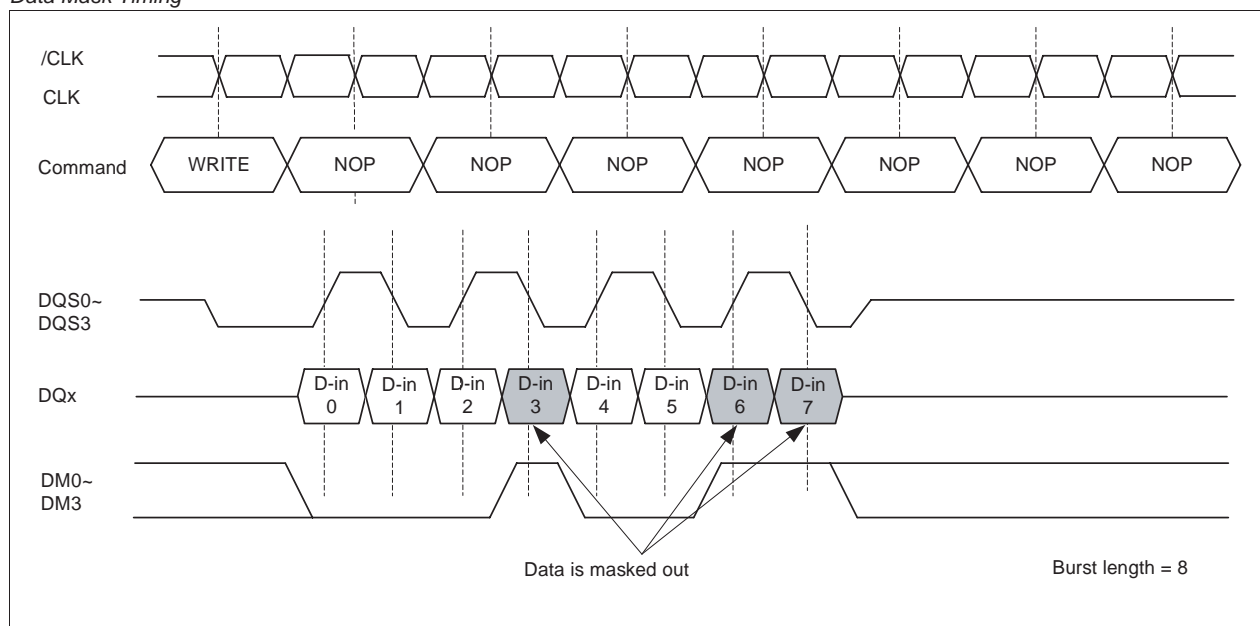 Data Mask Timing
/CLK
CLK
Command WRITE NOP NOP NOP NOP NOP NOP NOP
DQS0~
DQS3
DQx
D-in 0 D-in 1 D-in 2 D-in 3 D-in 4 D-in 5 D-in 6 D-in 7
DM0~
DM3
Data is masked out
Burst length = 8